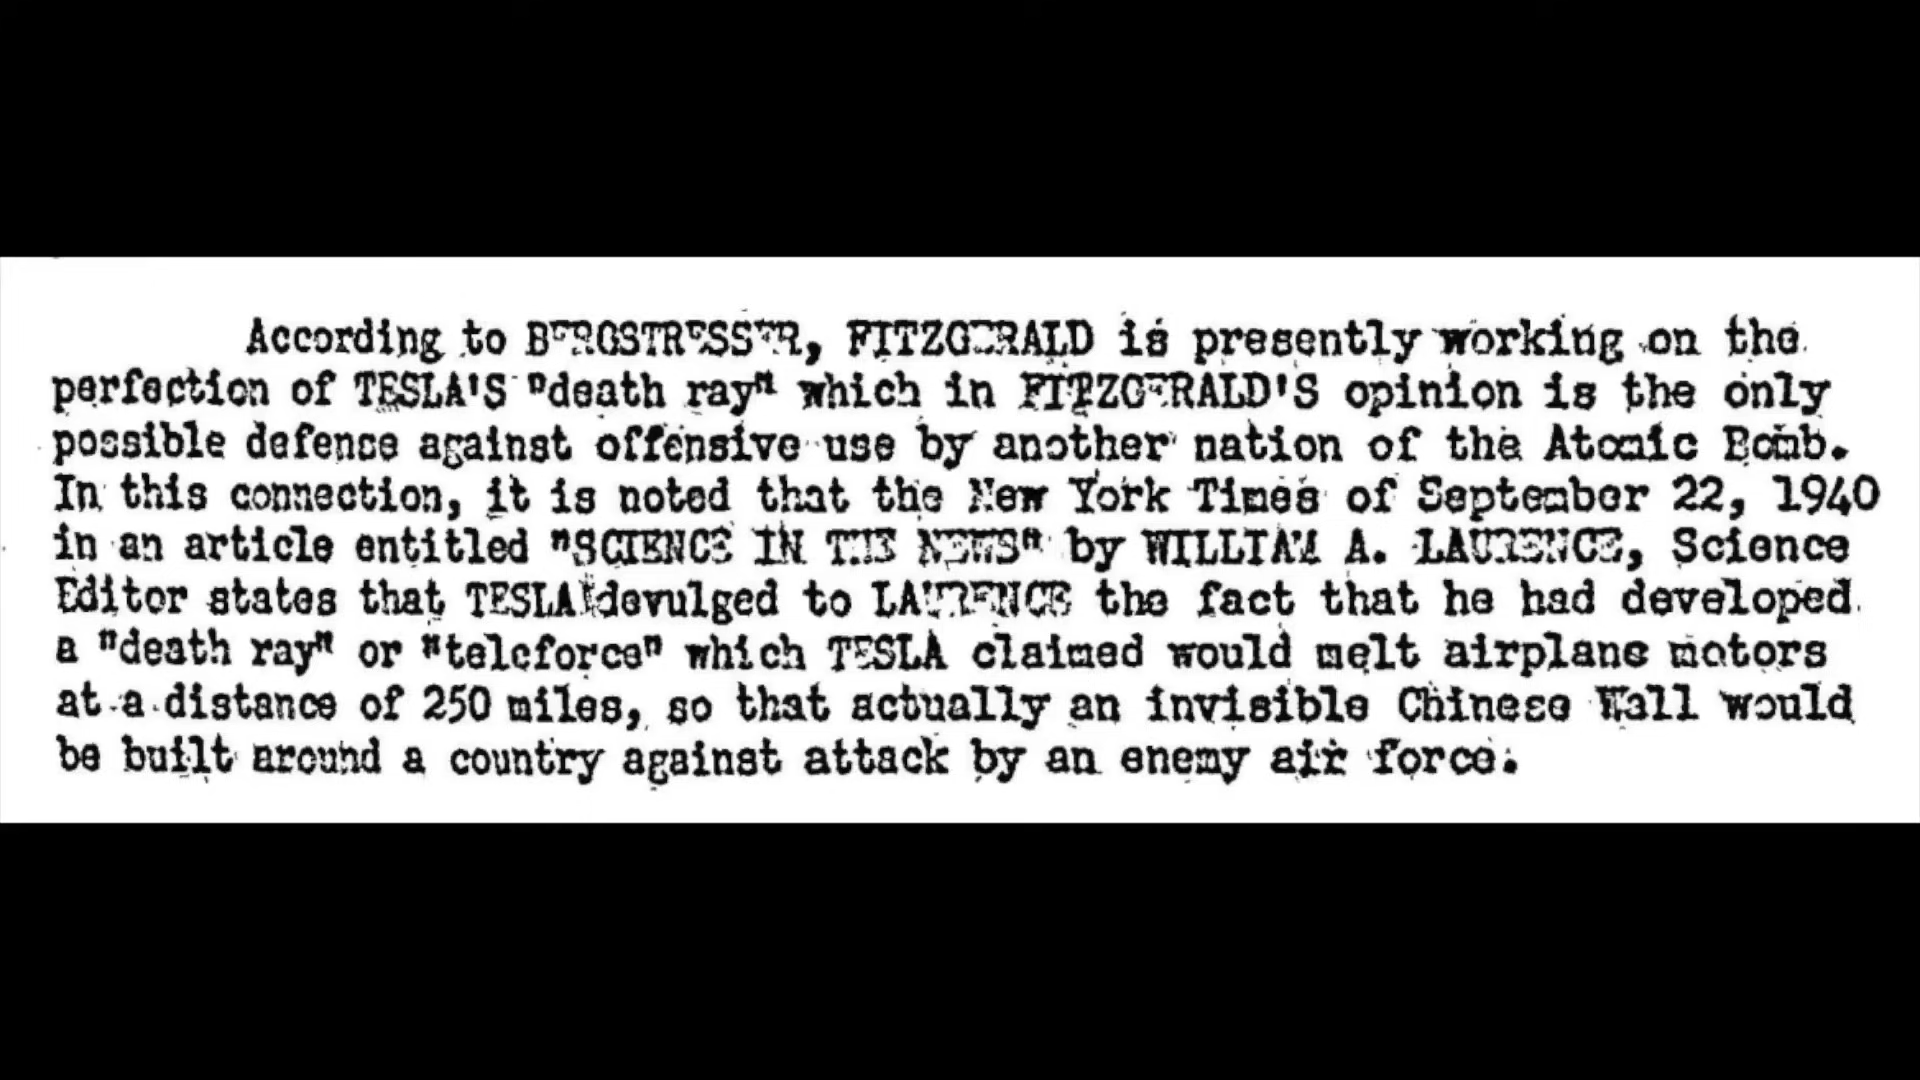 According to BERGSTRESSER, FITZGERALD is presently working on the
perfection of TESLA'S "death ray" which in FITZGERALD'S opinion is the only
possible defense against offensive use by another nation of the Atomic Bomb.
In this connection, it is noted that the New York Times of September 22, 1940
in an article entitled "SCIENCE IN THE NEWS" by WILLIAM A. LAURENCE, Science
Editor states that TESLA devulged to LAURENCE the fact that he had developed
a "death ray" or "teleforce" which TESLA claimed would melt airplane motors
at a distance of 250 miles, so that actually an invisible Chinese Wall would
be built around a country against attack by an enemy air force.